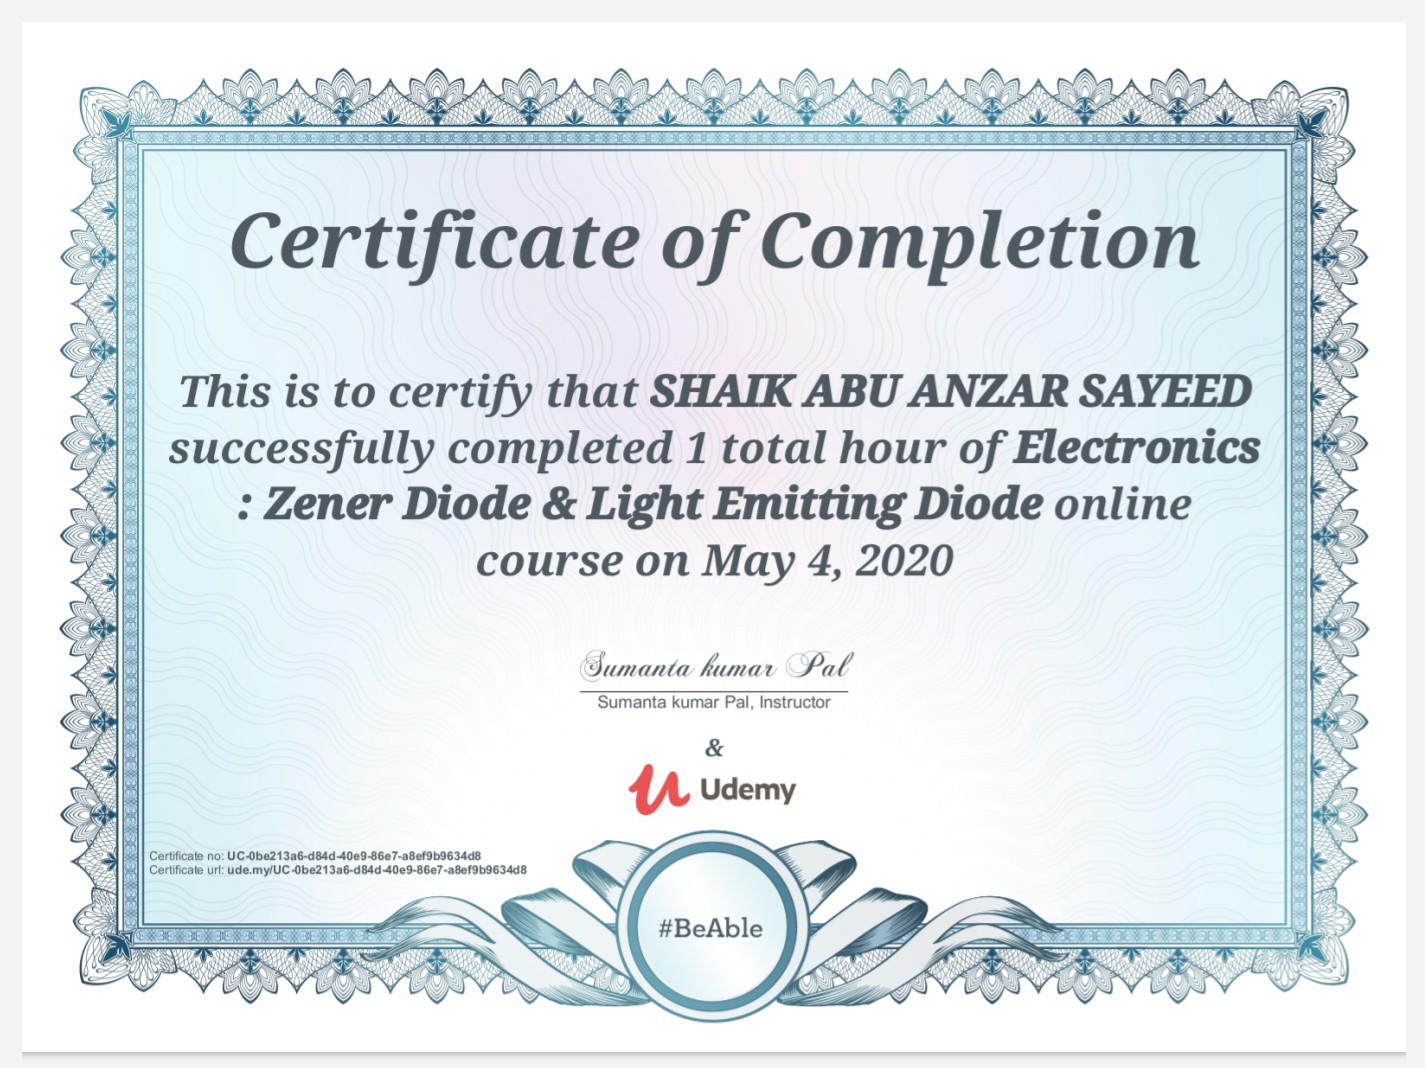 Certificate of Completion
This is to certify that SHAIK ABU ANZAR SAYEED
successfully completed 1 total hour of Electronics
: Zener Diode & Light Emitting Diode online
course on May 4, 2020
Sumanta kumar Pal
Sumanta kumar Pal, Instructor
&
Udemy
Certificate no: UC-0be213a6-d84d-40e9-86e7-a8ef9b9634d8
Certificate url: ude.my/UC-0be213a6-d84d-40e9-86e7-a8ef9b9634d8
#BeAble